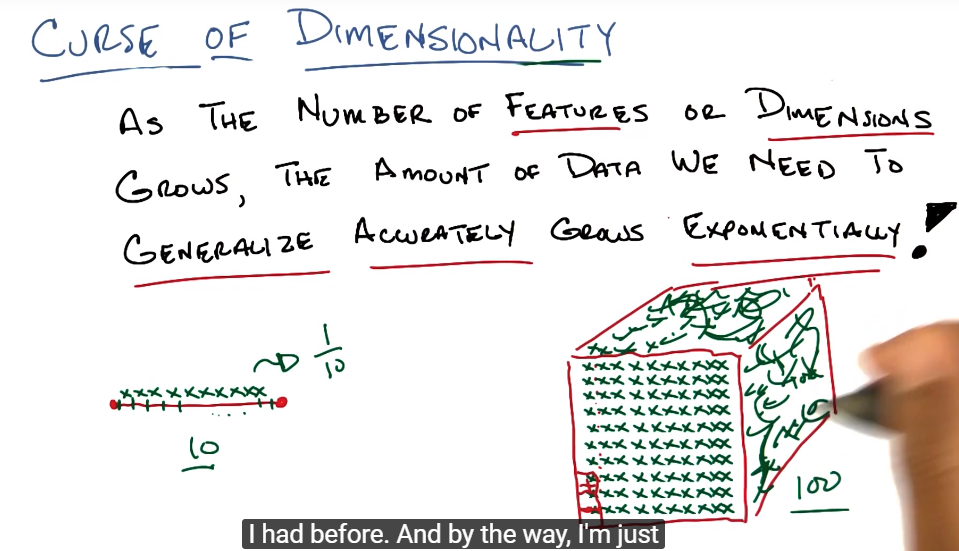 CURSE OF DIMENSIONALITY
AS THE NUMBER OF FEATURES OR DIMENSIONS
GROWS, THE AMOUNT OF DATA WE NEED TO
GENERALIZE ACCURATELY GROWS EXPONENTIALLY!
1/10
10
100
I had before. And by the way, I'm just